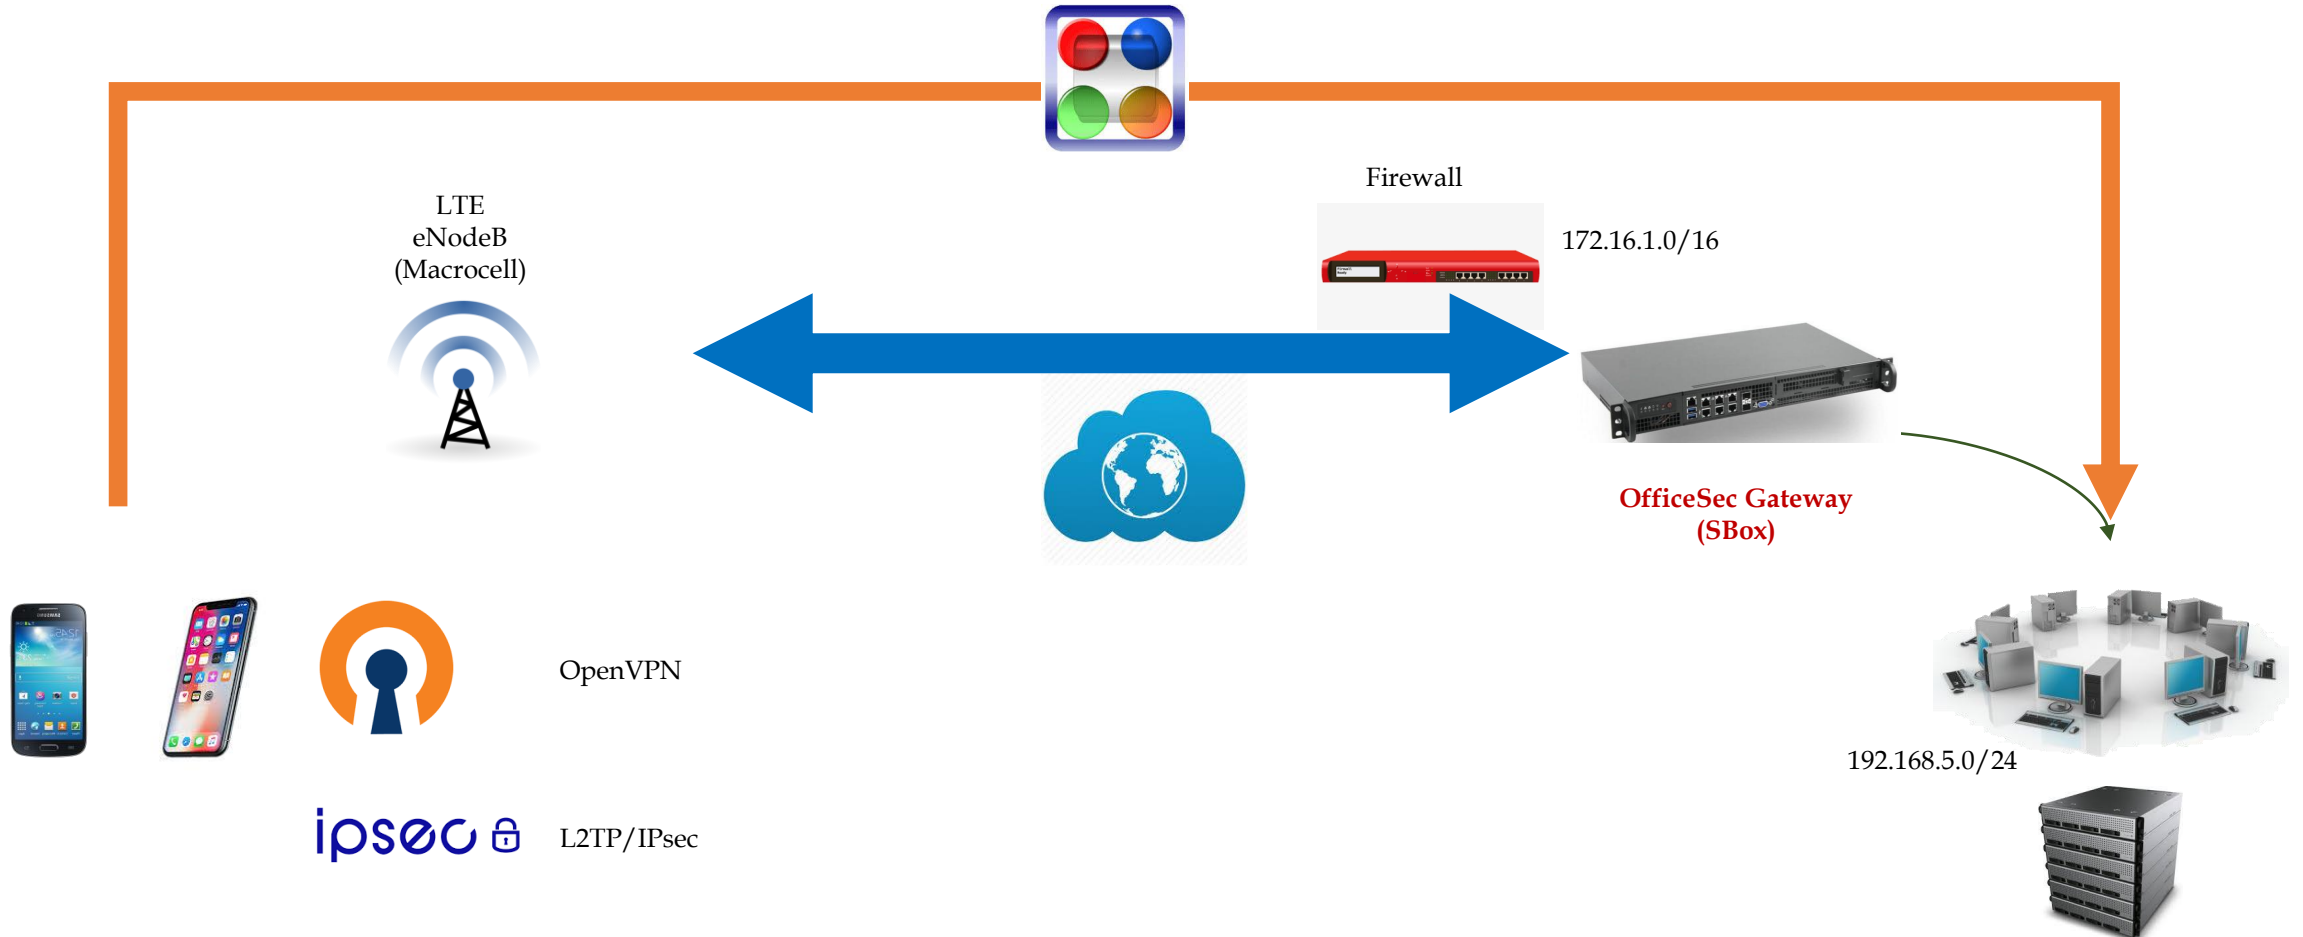 Firewall
LTE
eNodeB
(Macrocell)
172.16.1.0/16
OfficeSec Gateway
(SBox)
OpenVPN
192.168.5.0/24
ipsec
L2TP/IPsec